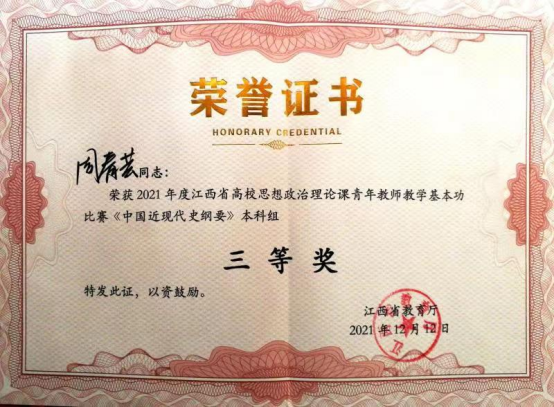 荣誉证书
HONORARY CREDENTIAL
周青芸同志：
荣获2021年度江西省高校思想政治理论课青年教师教学基本功
比赛《中国近现代史纲要》本科组
三等奖
特发此证，以资鼓励。
江西省教育厅
2021年12月12日